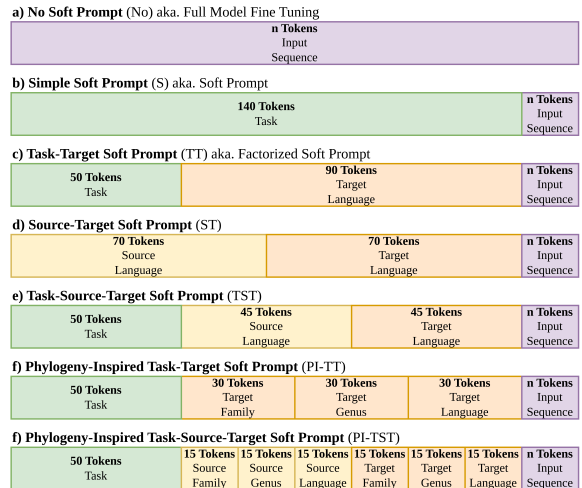 a) No Soft Prompt (No) aka. Full Model Fine Tuning
n Tokens
Input
Sequence
b) Simple Soft Prompt (S) aka. Soft Prompt
140 Tokens
Task
n Tokens
Input
Sequence
c) Task-Target Soft Prompt (TT) aka. Factorized Soft Prompt
50 Tokens
Task
90 Tokens
Target
Language
n Tokens
Input
Sequence
d) Source-Target Soft Prompt (ST)
70 Tokens
Source
Language
70 Tokens
Target
Language
n Tokens
Input
Sequence
e) Task-Source-Target Soft Prompt (TST)
50 Tokens
Task
45 Tokens
Source
Language
45 Tokens
Target
Language
n Tokens
Input
Sequence
f) Phylogeny-Inspired Task-Target Soft Prompt (PI-TT)
50 Tokens
Task
30 Tokens
Target
Family
30 Tokens
Target
Genus
30 Tokens
Target
Language
n Tokens
Input
Sequence
f) Phylogeny-Inspired Task-Source-Target Soft Prompt (PI-TST)
50 Tokens
Task
15 Tokens
Source
Family
15 Tokens
Source
Genus
15 Tokens
Source
Language
15 Tokens
Target
Family
15 Tokens
Target
Genus
15 Tokens
Target
Language
n Tokens
Input
Sequence